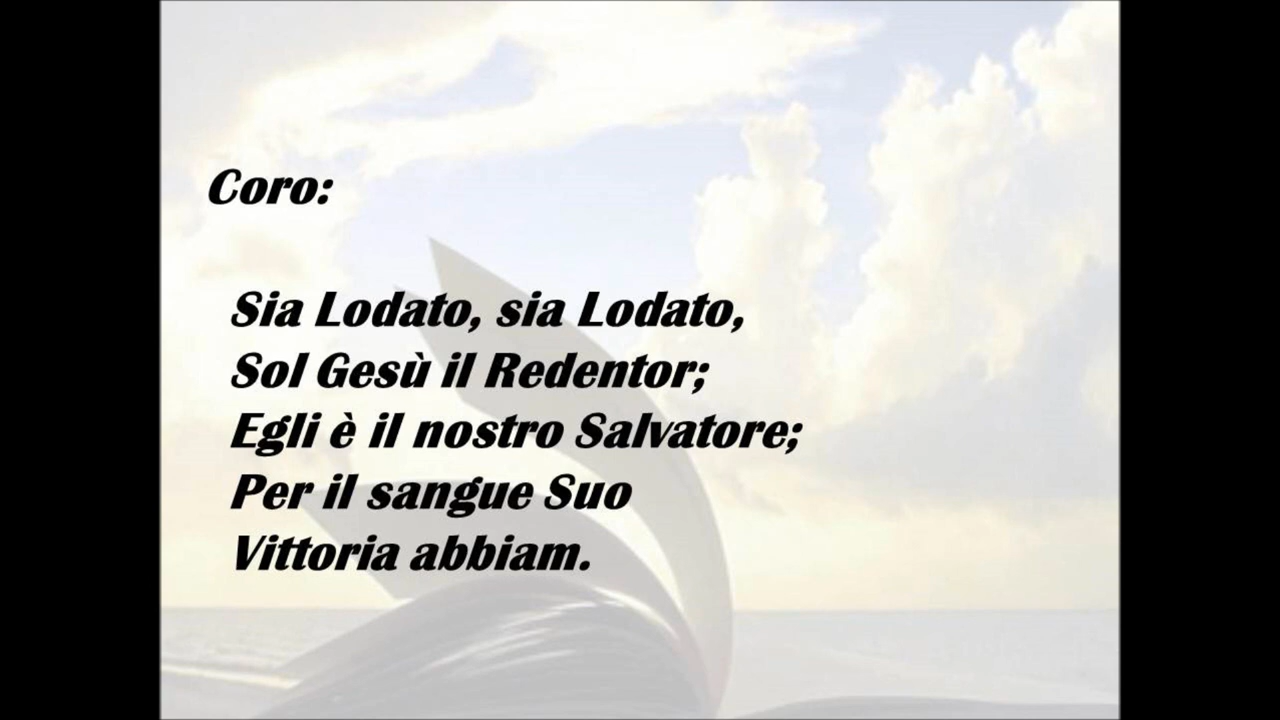 Coro:
Sia Lodato, sia Lodato,
Sol Gesù il Redentor;
Egli è il nostro Salvatore;
Per il sangue Suo
Vittoria abbiam.